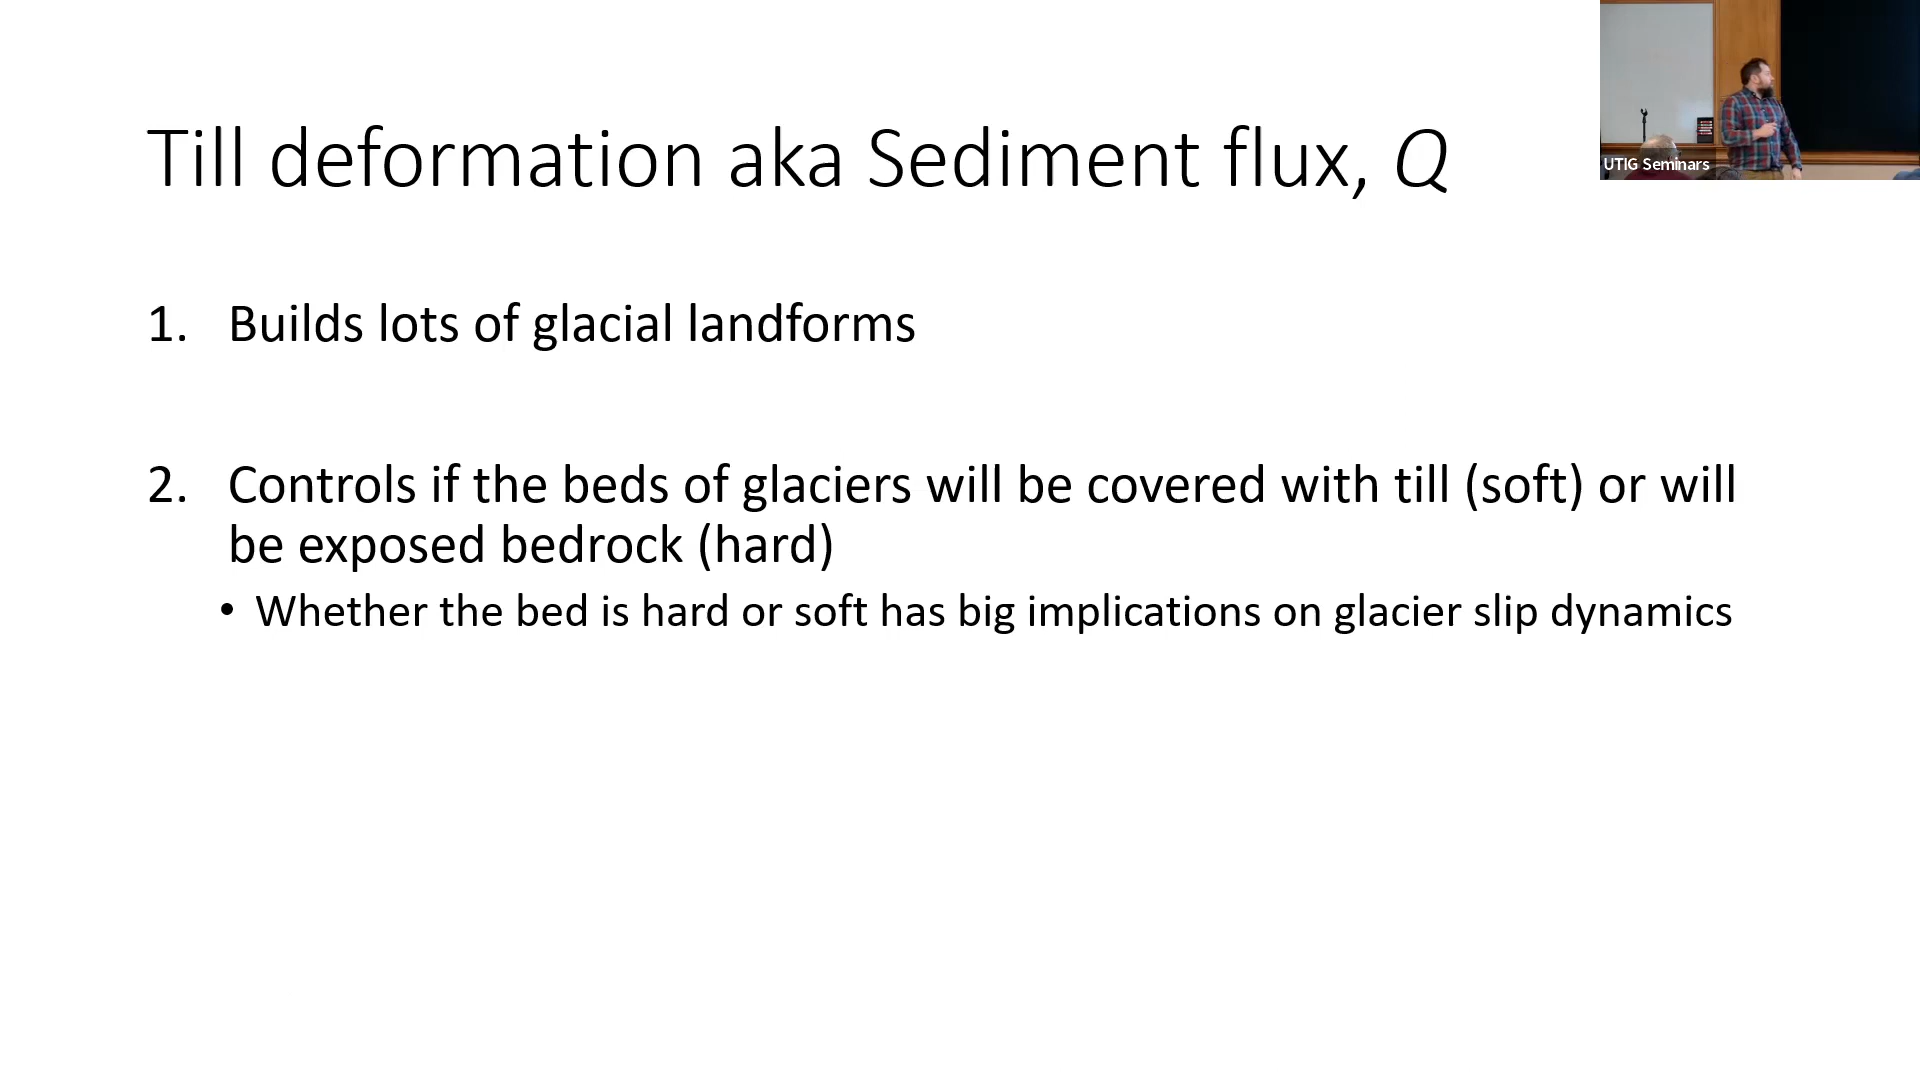 Till deformation aka Sediment flux, Q
UTIG Seminars
1. Builds lots of glacial landforms
2. Controls if the beds of glaciers will be covered with till (soft) or will
be exposed bedrock (hard)
• Whether the bed is hard or soft has big implications on glacier slip dynamics